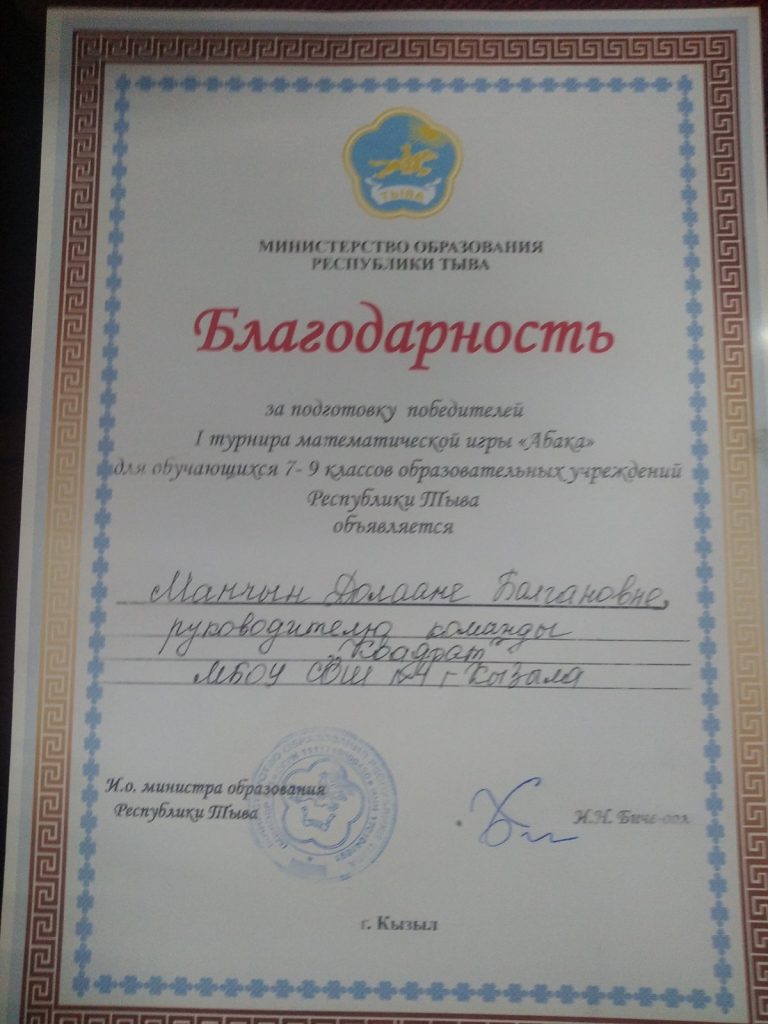 ТЫВА
МИНИСТЕРСТВО ОБРАЗОВАНИЯ
РЕСПУБЛИКИ ТЫВА
Благодарность
за подготовку победителей
I турнира математической игры «Абака»
для обучающихся 7- 9 классов образовательных учреждений
Республики Тыва
объявляется
Манчын Долаане Болгановне,
руководителю команды
"Квадрат"
МБОУ СОШ №4 г Кызыла
И.о. министра образования
Республики Тыва
И.Н. Биче-оол
г. Кызыл